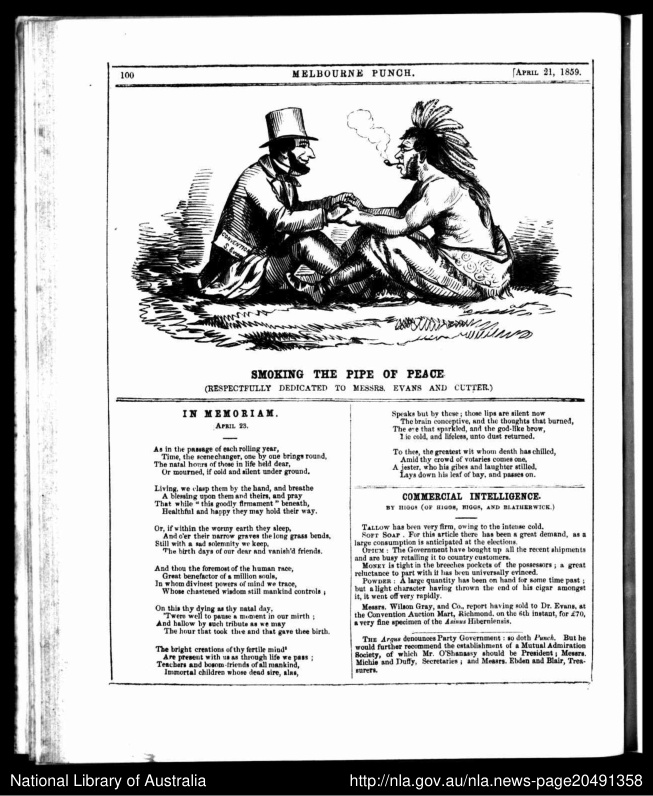 100
MELBOURNE PUNCH.
[APRIL 21, 1859.
CONVENTION
SMOKING THE PIPE OF PEACE
(RESPECTFULLY DEDICATED TO MESSRS. EVANS AND CUTTER.)
IN MEMORIAM.
APRIL 23.
As in the passage of each rolling year,
Time, the scene changer, one by one brings round,
The natal hours of those in life held dear,
Or mourned, if cold and silent under ground,
Living, we clasp them by the hand, and breathe
A blessing upon them and theirs, and pray
That while "this goodly firmament" beneath,
Healthful and happy they may hold their way.
Or, if within the wormy earth they sleep,
And o'er their narrow graves the long grass bends,
Still with a sad solemnity we keep,
The birth days of our dear and vanish'd friends.
And thou the foremost of the human race,
Great benefactor of a million souls,
In whom divinest powers of mind we trace,
Whose chastened wisdom still mankind controls;
On this thy dying as thy natal day,
'Twere well to pause a moment in our mirth;
And hallow by such tribute as we may
The hour that took thee and that gave thee birth.
The bright creations of thy fertile mind
Are present with us as through life we pass;
Teachers and bosom-friends of all mankind,
Immortal children whose dead sire, alas,
Speaks but by these; those lips are silent now
The brain conceptive, and the thoughts that burned,
The eye that sparkled, and the god-like brow,
Lie cold, and lifeless, unto dust returned.
To thee, the greatest wit whom death has chilled,
Amid thy crowd of votaries comes one,
A jester, who his gibes and laughter stilled,
Lays down his leaf of bay, and passes on.
COMMERCIAL INTELLIGENCE.
BY HIGGS (OF HIGGS, BIGGS, AND BLATHERWICK.)
TALLOW has been very firm, owing to the intense cold.
SOFT SOAP. For this article there has been a great demand, as a
large consumption is anticipated at the elections.
OPIUM: The Government have bought up all the recent shipments
and are busy retailing it to country customers.
MONEY is tight in the breeches pockets of the possessors; a great
reluctance to part with it has been universally evinced.
POWDER: A large quantity has been on hand for some time past;
but a light character having thrown the end of his cigar amongst
it, it went off very rapidly.
Messrs. Wilson Gray, and Co., report having sold to Dr. Evans, at
the Convention Auction Mart, Richmond, on the 6th instant, for £70,
a very fine specimen of the Asinus Hiberniensis.
THE Argus denounces Party Government: so doth Punch. But he
would further recommend the establishment of a Mutual Admiration
Society, of which Mr. O'Shanassy should be President; Messrs.
Michie and Duffy, Secretaries; and Messrs. Ebden and Blair, Trea-
surers.
National Library of Australia
http://nla.gov.au/nla.news-page20491358